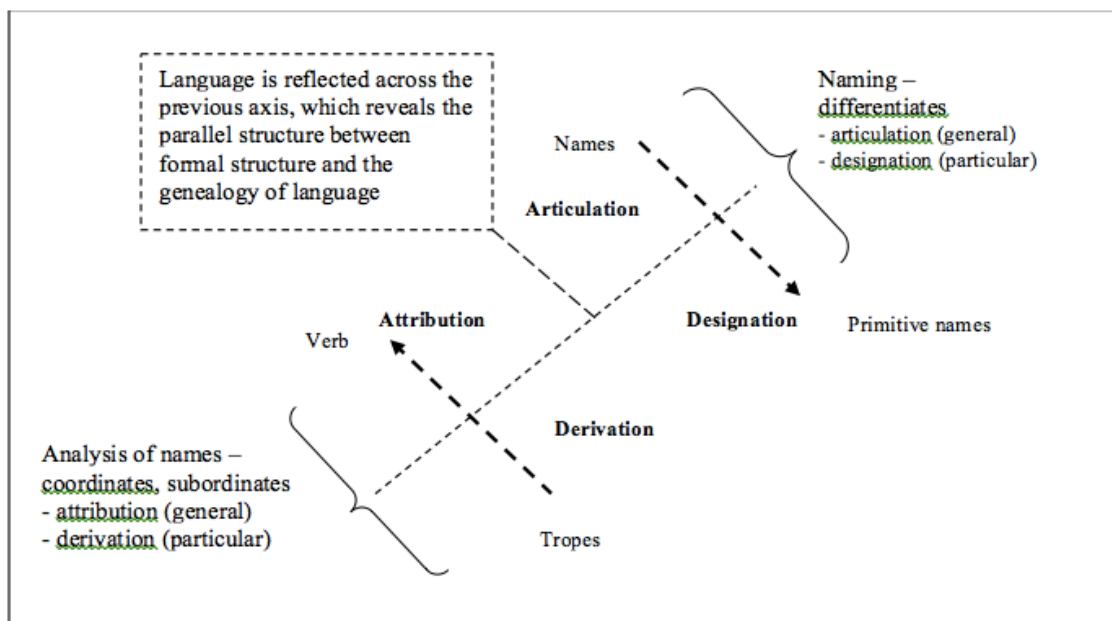 Language is reflected across the
previous axis, which reveals the
parallel structure between
formal structure and the
genealogy of language
Naming –
differentiates
- articulation (general)
- designation (particular)
Names
Articulation
Attribution
Verb
Designation
Primitive names
Derivation
Analysis of names –
coordinates, subordinates
- attribution (general)
- derivation (particular)
Tropes